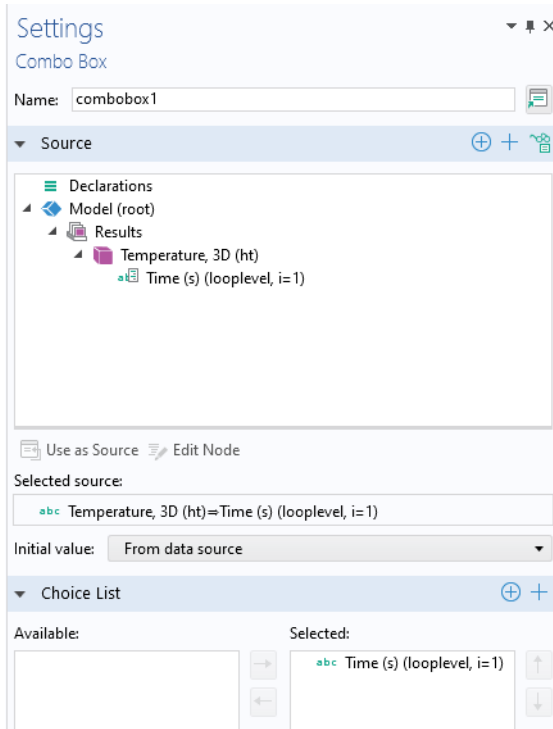 Settings
Combo Box
Name: combobox1
Source
Declarations
Model (root)
Results
Temperature, 3D (ht)
Time (s) (looplevel, i=1)
Use as Source Edit Node
Selected source:
abc Temperature, 3D (ht)⇒Time (s) (looplevel, i=1)
Initial value: From data source
Choice List
Available: Selected:
abc Time (s) (looplevel, i=1)